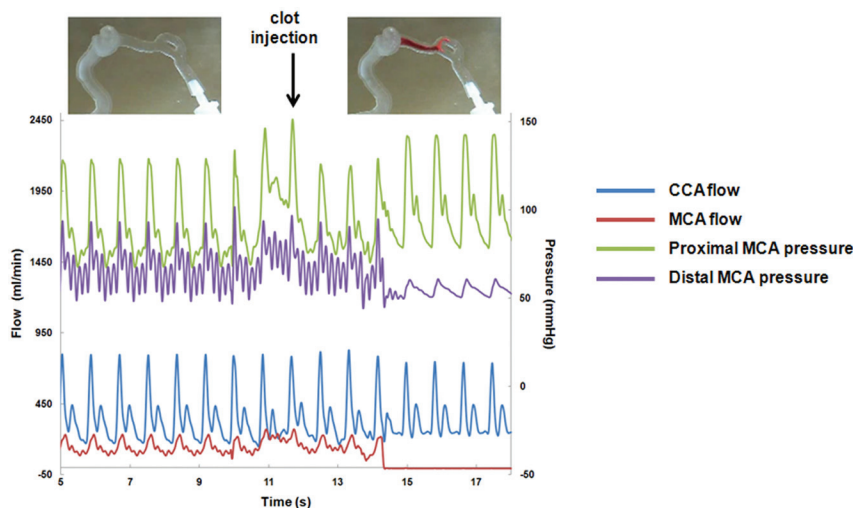 clot
injection
2450
1950
1450
950
450
-50
Flow (ml/min)
150
100
50
0
-50
Pressure (mmHg)
5
7
9
11
13
15
17
Time (s)
CCA flow
MCA flow
Proximal MCA pressure
Distal MCA pressure